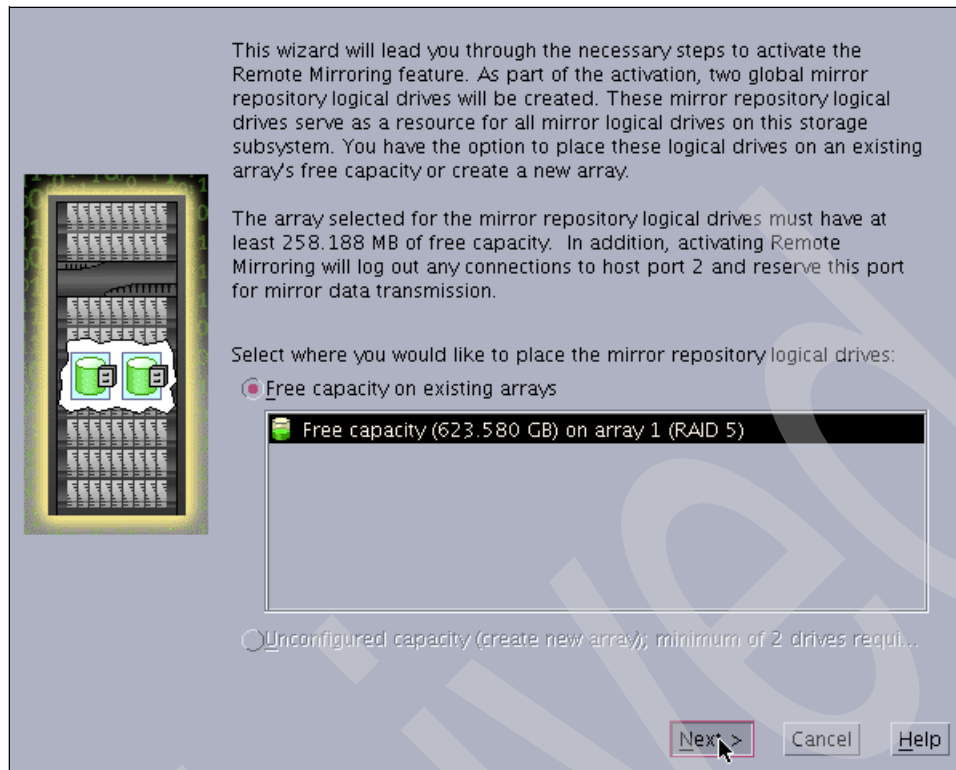 This wizard will lead you through the necessary steps to activate the
Remote Mirroring feature. As part of the activation, two global mirror
repository logical drives will be created. These mirror repository logical
drives serve as a resource for all mirror logical drives on this storage
subsystem. You have the option to place these logical drives on an existing
array's free capacity or create a new array.
The array selected for the mirror repository logical drives must have at
least 258.188 MB of free capacity. In addition, activating Remote
Mirroring will log out any connections to host port 2 and reserve this port
for mirror data transmission.
Select where you would like to place the mirror repository logical drives:
Free capacity on existing arrays
Free capacity (623.580 GB) on array 1 (RAID 5)
Unconfigured capacity (create new array); minimum of 2 drives requi...
Next > Cancel Help